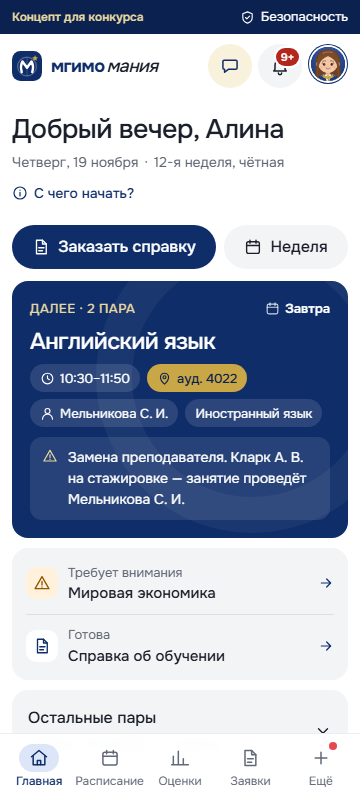 Концепт для конкурса
Безопасность
мгимо мания
9+
Добрый вечер, Алина
Четверг, 19 ноября · 12-я неделя, чётная
С чего начать?
Заказать справку
Неделя
ДАЛЕЕ · 2 ПАРА
Завтра
Английский язык
10:30–11:50
ауд. 4022
Мельникова С. И.
Иностранный язык
Замена преподавателя. Кларк А. В.
на стажировке — занятие проведёт
Мельникова С. И.
Требует внимания
Мировая экономика
Готова
Справка об обучении
Остальные пары
Главная
Расписание
Оценки
Заявки
Ещё